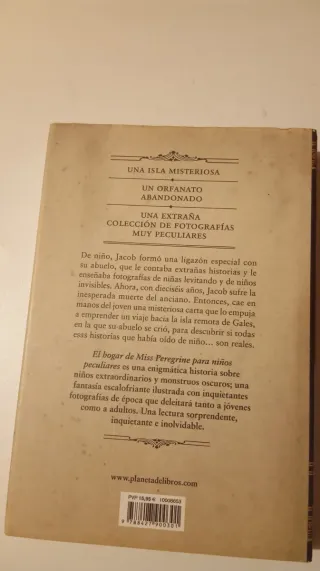 UNA ISLA MISTERIOSA
UN ORFANATO
ABANDONADO
UNA EXTRAÑA
COLECCIÓN DE FOTOGRAFÍAS
MUY PECULIARES
De niño, Jacob formó una ligazón especial con
su abuelo, que le contaba extrañas historias y le
enseñaba fotografías de niñas levitando y de niños
invisibles. Ahora, con dieciséis años, Jacob sufre la
inesperada muerte del anciano. Entonces, cae en
manos del joven una misteriosa carta que lo empuja
a emprender un viaje hacia la isla remota de Gales,
en la que su abuelo se crió, para descubrir si todas
esas historias que había oído de niño… son reales.
El hogar de Miss Peregrine para niños
peculiares es una enigmática historia sobre
niños extraordinarios y monstruos oscuros; una
fantasía escalofriante ilustrada con inquietantes
fotografías de época que deleitará tanto a jóvenes
como a adultos. Una lectura sorprendente,
inquietante e inolvidable.
www.planetadelibros.com
9 788427 900301